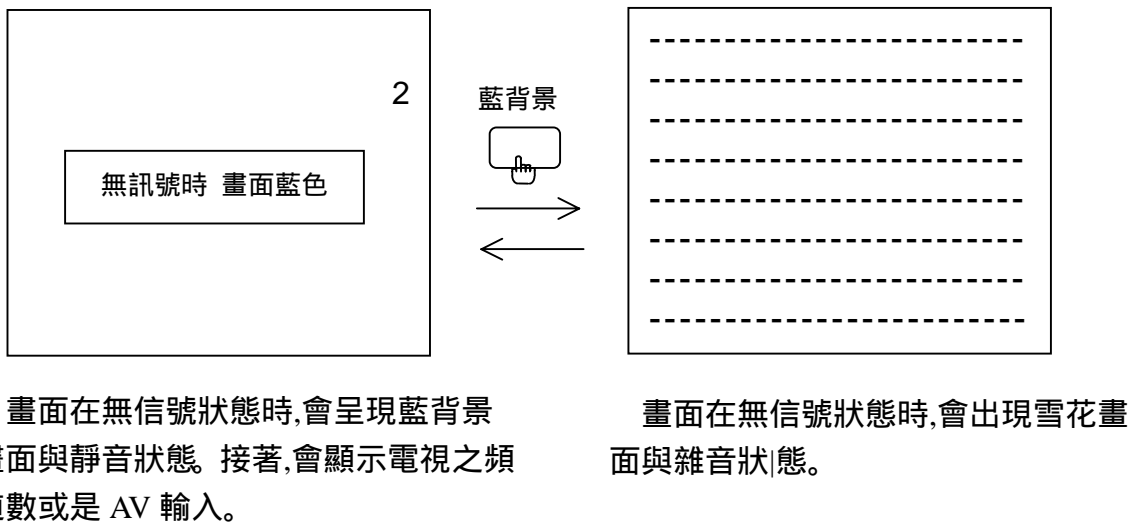 2
無訊號時 畫面藍色
藍背景
畫面在無信號狀態時,會呈現藍背景
面與靜音狀態。接著,會顯示電視之頻
數或是 AV 輸入。
畫面在無信號狀態時,會出現雪花畫
面與雜音狀|態。